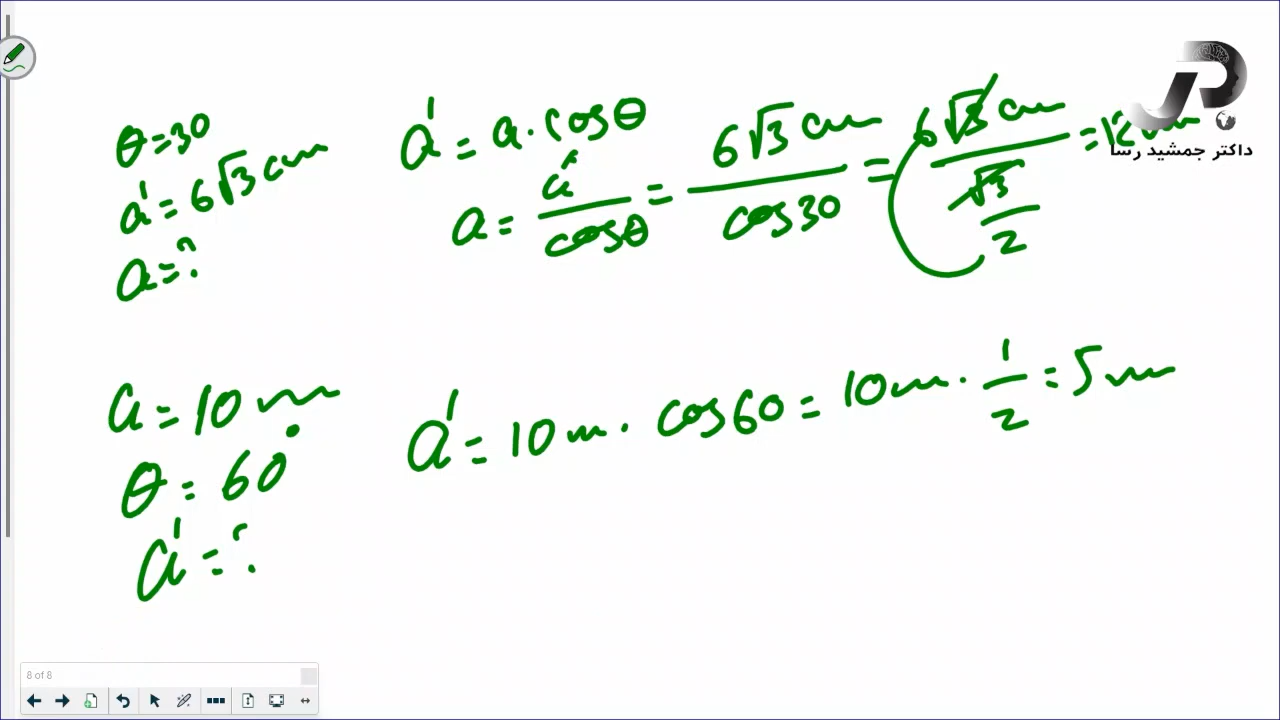 θ=30
a'=6√3 cm
a=?
a' = a · cosθ
a = a'/cosθ = 6√3 cm/cos30 = 6√3 cm/(√3/2) = 12 cm
داکتر جمشید رسا
a=10 m
θ=60°
a'=?
a' = 10 m · cos60 = 10 m · 1/2 = 5 m
8 of 8